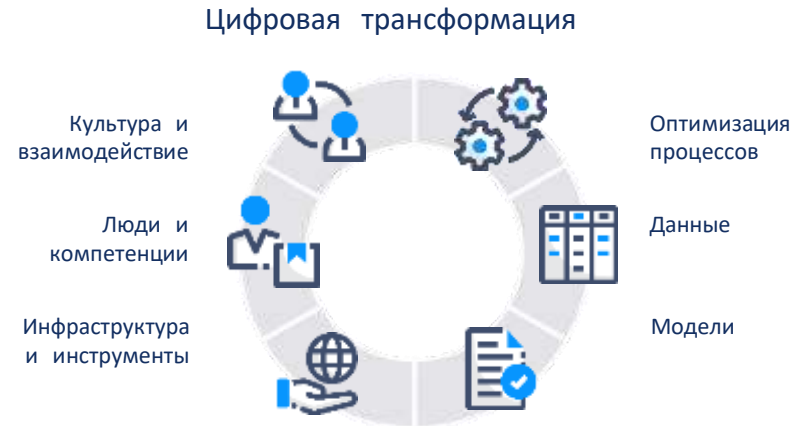 Цифровая трансформация
Культура и
взаимодействие
Оптимизация
процессов
Люди и
компетенции
Данные
Инфраструктура
и инструменты
Модели